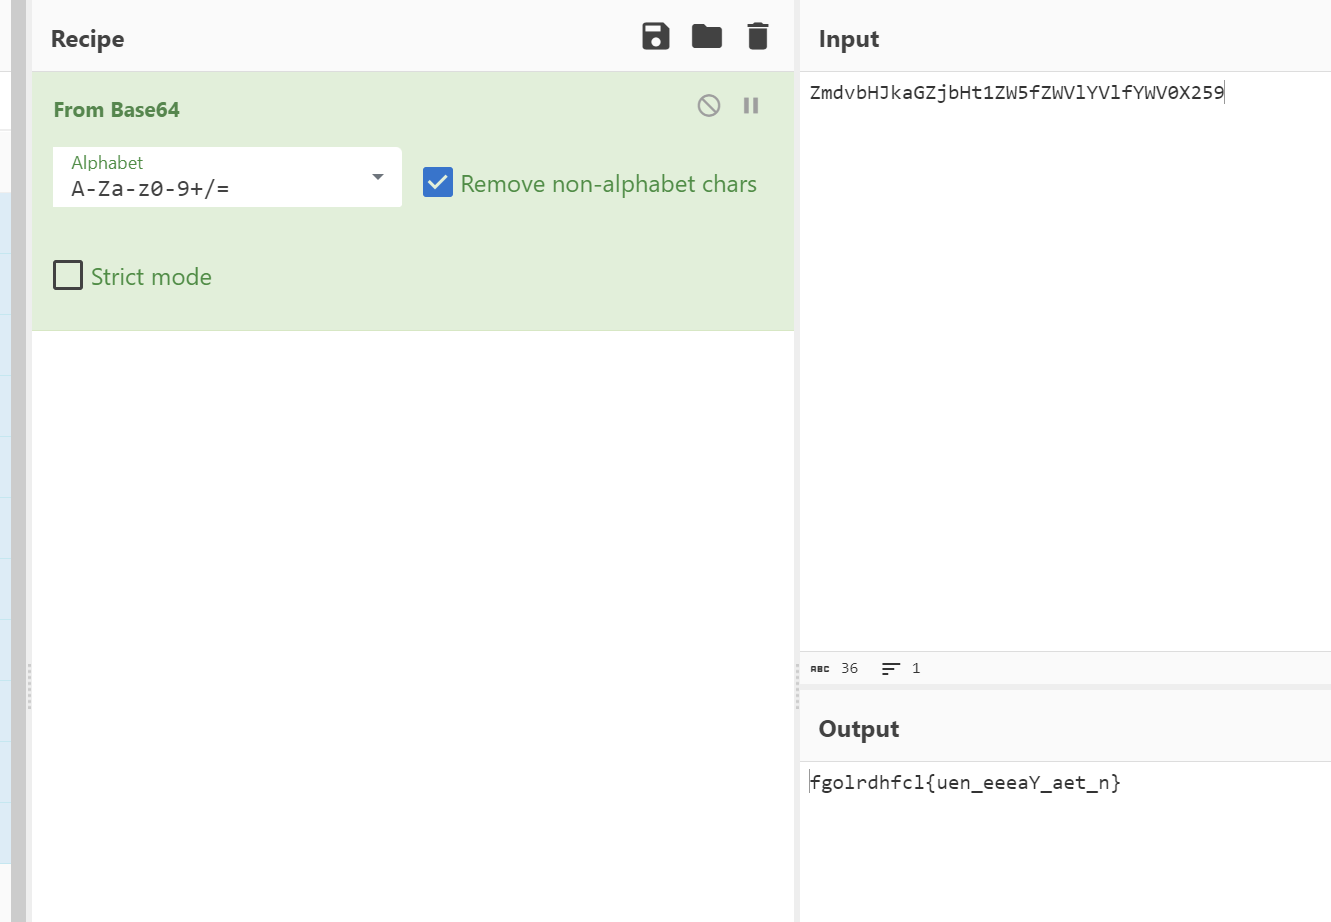 Recipe
From Base64
Alphabet
A-Za-z0-9+/=
Remove non-alphabet chars
Strict mode
Input
ZmdvbHJkaGZjbHt1ZW5fZWVlYVlfYWV0X259
ABC 36 1
Output
fgolrdhfcl{uen_eeeaY_aet_n}